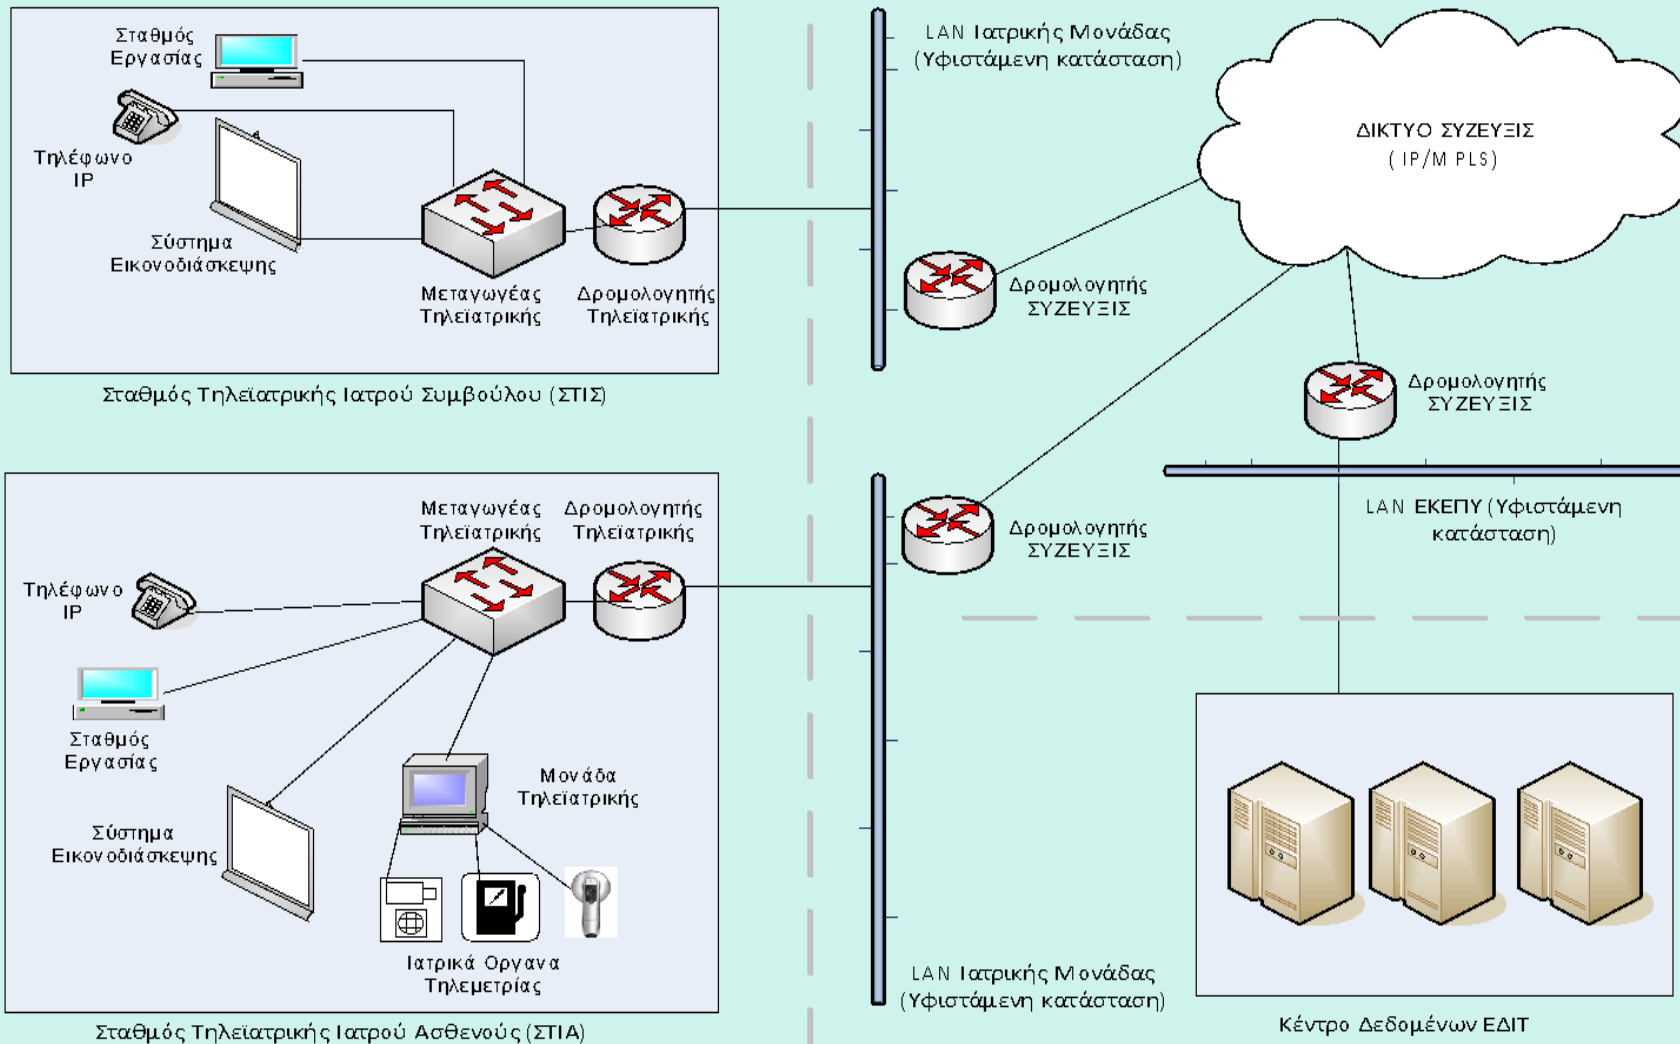 Σταθμός
Εργασίας
Τηλέφωνο
IP
Σύστημα
Εικονοδιάσκεψης
Μεταγωγέας
Τηλεϊατρικής
Δρομολογητής
Τηλεϊατρικής
Σταθμός Τηλεϊατρικής Ιατρού Συμβούλου (ΣΤΙΣ)
LAN Ιατρικής Μονάδας
(Υφιστάμενη κατάσταση)
ΔΙΚΤΥΟ ΣΥΖΕΥΞΙΣ
( IP/MPLS)
Δρομολογητής
ΣΥΖΕΥΞΙΣ
Δρομολογητής
ΣΥΖΕΥΞΙΣ
LAN ΕΚΕΠΥ (Υφιστάμενη
κατάσταση)
Μεταγωγέας
Τηλεϊατρικής
Δρομολογητής
Τηλεϊατρικής
Δρομολογητής
ΣΥΖΕΥΞΙΣ
Τηλέφωνο
IP
Σταθμός
Εργασίας
Σύστημα
Εικονοδιάσκεψης
Μονάδα
Τηλεϊατρικής
Ιατρικά Οργανα
Τηλεμετρίας
Σταθμός Τηλεϊατρικής Ιατρού Ασθενούς (ΣΤΙΑ)
LAN Ιατρικής Μονάδας
(Υφιστάμενη κατάσταση)
Κέντρο Δεδομένων ΕΔΙΤ